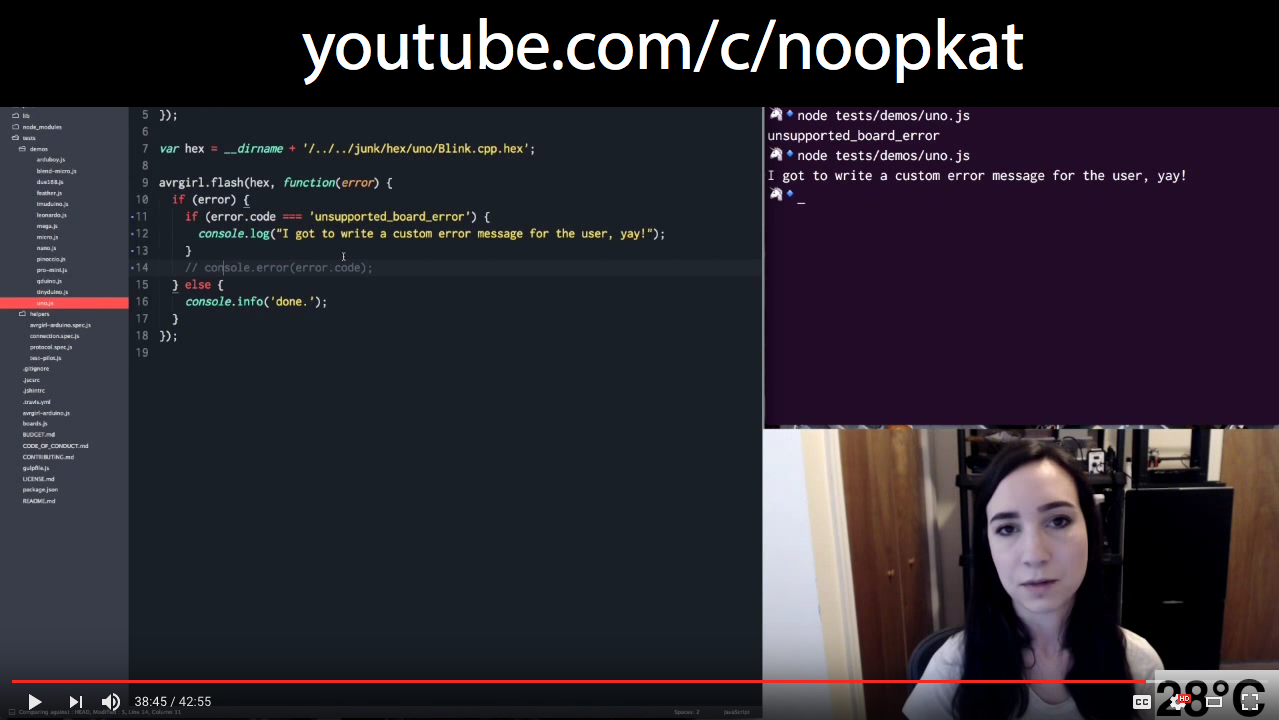 youtube.com/c/noopkat
lib
node_modules
tests
demos
arduboy.js
blend-micro.js
due168.js
feather.js
imuduino.js
leonardo.js
mega.js
micro.js
nano.js
pinoccio.js
pro-mini.js
qduino.js
tinyduino.js
uno.js
helpers
avrgirl-arduino.spec.js
connection.spec.js
protocol.spec.js
test-pilot.js
.gitignore
.jscsrc
.jshintrc
.travis.yml
avrgirl-arduino.js
boards.js
BUDGET.md
CODE_OF_CONDUCT.md
CONTRIBUTING.md
gulpfile.js
LICENSE.md
package.json
README.md
5 });
6
7 var hex = __dirname + '/../../junk/hex/uno/Blink.cpp.hex';
8
9 avrgirl.flash(hex, function(error) {
10 if (error) {
11 if (error.code === 'unsupported_board_error') {
12 console.log("I got to write a custom error message for the user, yay!");
13 }
14 // console.error(error.code);
15 } else {
16 console.info('done.');
17 }
18 });
19
node tests/demos/uno.js
unsupported_board_error
node tests/demos/uno.js
I got to write a custom error message for the user, yay!
_
38:45 / 42:55
CC
HD
28°C
Comparing against: HEAD, Modified: 3, Line 14, Column 11
Spaces: 2
JavaScript